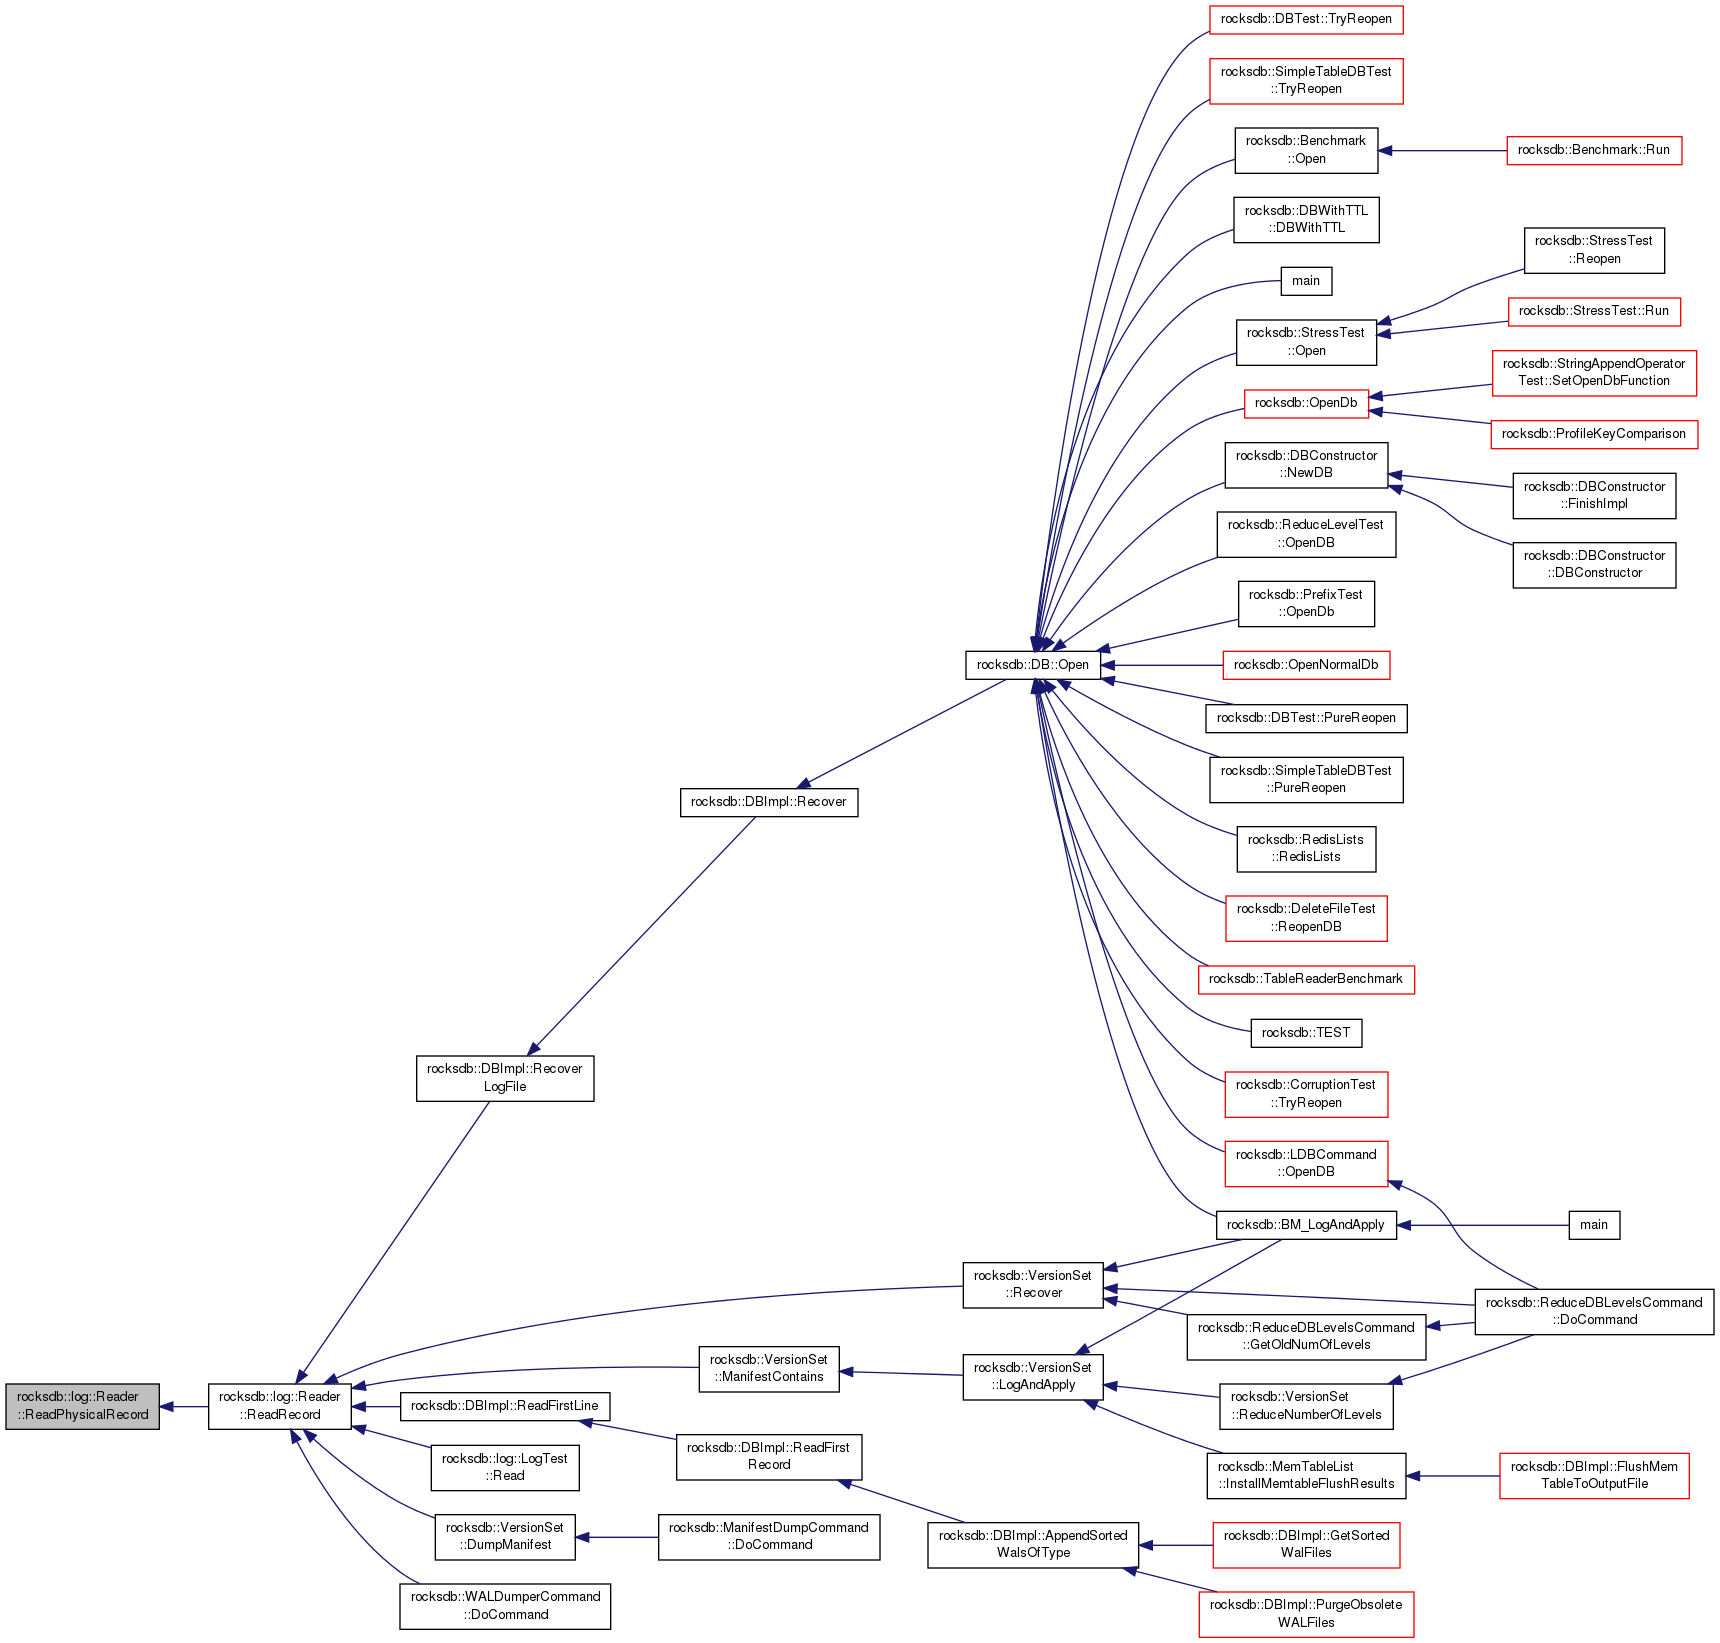 rocksdb::DBTest::TryReopen
rocksdb::SimpleTableDBTest
::TryReopen
rocksdb::Benchmark
::Open
rocksdb::Benchmark::Run
rocksdb::DBWithTTL
::DBWithTTL
rocksdb::StressTest
::Reopen
main
rocksdb::StressTest::Run
rocksdb::StressTest
::Open
rocksdb::StringAppendOperator
Test::SetOpenDbFunction
rocksdb::OpenDb
rocksdb::ProfileKeyComparison
rocksdb::DBConstructor
::NewDB
rocksdb::DBConstructor
::FinishImpl
rocksdb::ReduceLevelTest
::OpenDB
rocksdb::DBConstructor
::DBConstructor
rocksdb::PrefixTest
::OpenDb
rocksdb::DB::Open
rocksdb::OpenNormalDb
rocksdb::DBTest::PureReopen
rocksdb::SimpleTableDBTest
::PureReopen
rocksdb::DBImpl::Recover
rocksdb::RedisLists
::RedisLists
rocksdb::DeleteFileTest
::ReopenDB
rocksdb::TableReaderBenchmark
rocksdb::TEST
rocksdb::DBImpl::Recover
LogFile
rocksdb::CorruptionTest
::TryReopen
rocksdb::LDBCommand
::OpenDB
rocksdb::BM_LogAndApply
main
rocksdb::VersionSet
::Recover
rocksdb::ReduceDBLevelsCommand
::DoCommand
rocksdb::ReduceDBLevelsCommand
::GetOldNumOfLevels
rocksdb::VersionSet
::ManifestContains
rocksdb::VersionSet
::LogAndApply
rocksdb::log::Reader
::ReadPhysicalRecord
rocksdb::log::Reader
::ReadRecord
rocksdb::DBImpl::ReadFirstLine
rocksdb::VersionSet
::ReduceNumberOfLevels
rocksdb::DBImpl::ReadFirst
Record
rocksdb::log::LogTest
::Read
rocksdb::MemTableList
::InstallMemtableFlushResults
rocksdb::DBImpl::FlushMem
TableToOutputFile
rocksdb::VersionSet
::DumpManifest
rocksdb::ManifestDumpCommand
::DoCommand
rocksdb::DBImpl::AppendSorted
WalsOfType
rocksdb::DBImpl::GetSorted
WalFiles
rocksdb::WALDumperCommand
::DoCommand
rocksdb::DBImpl::PurgeObsolete
WALFiles